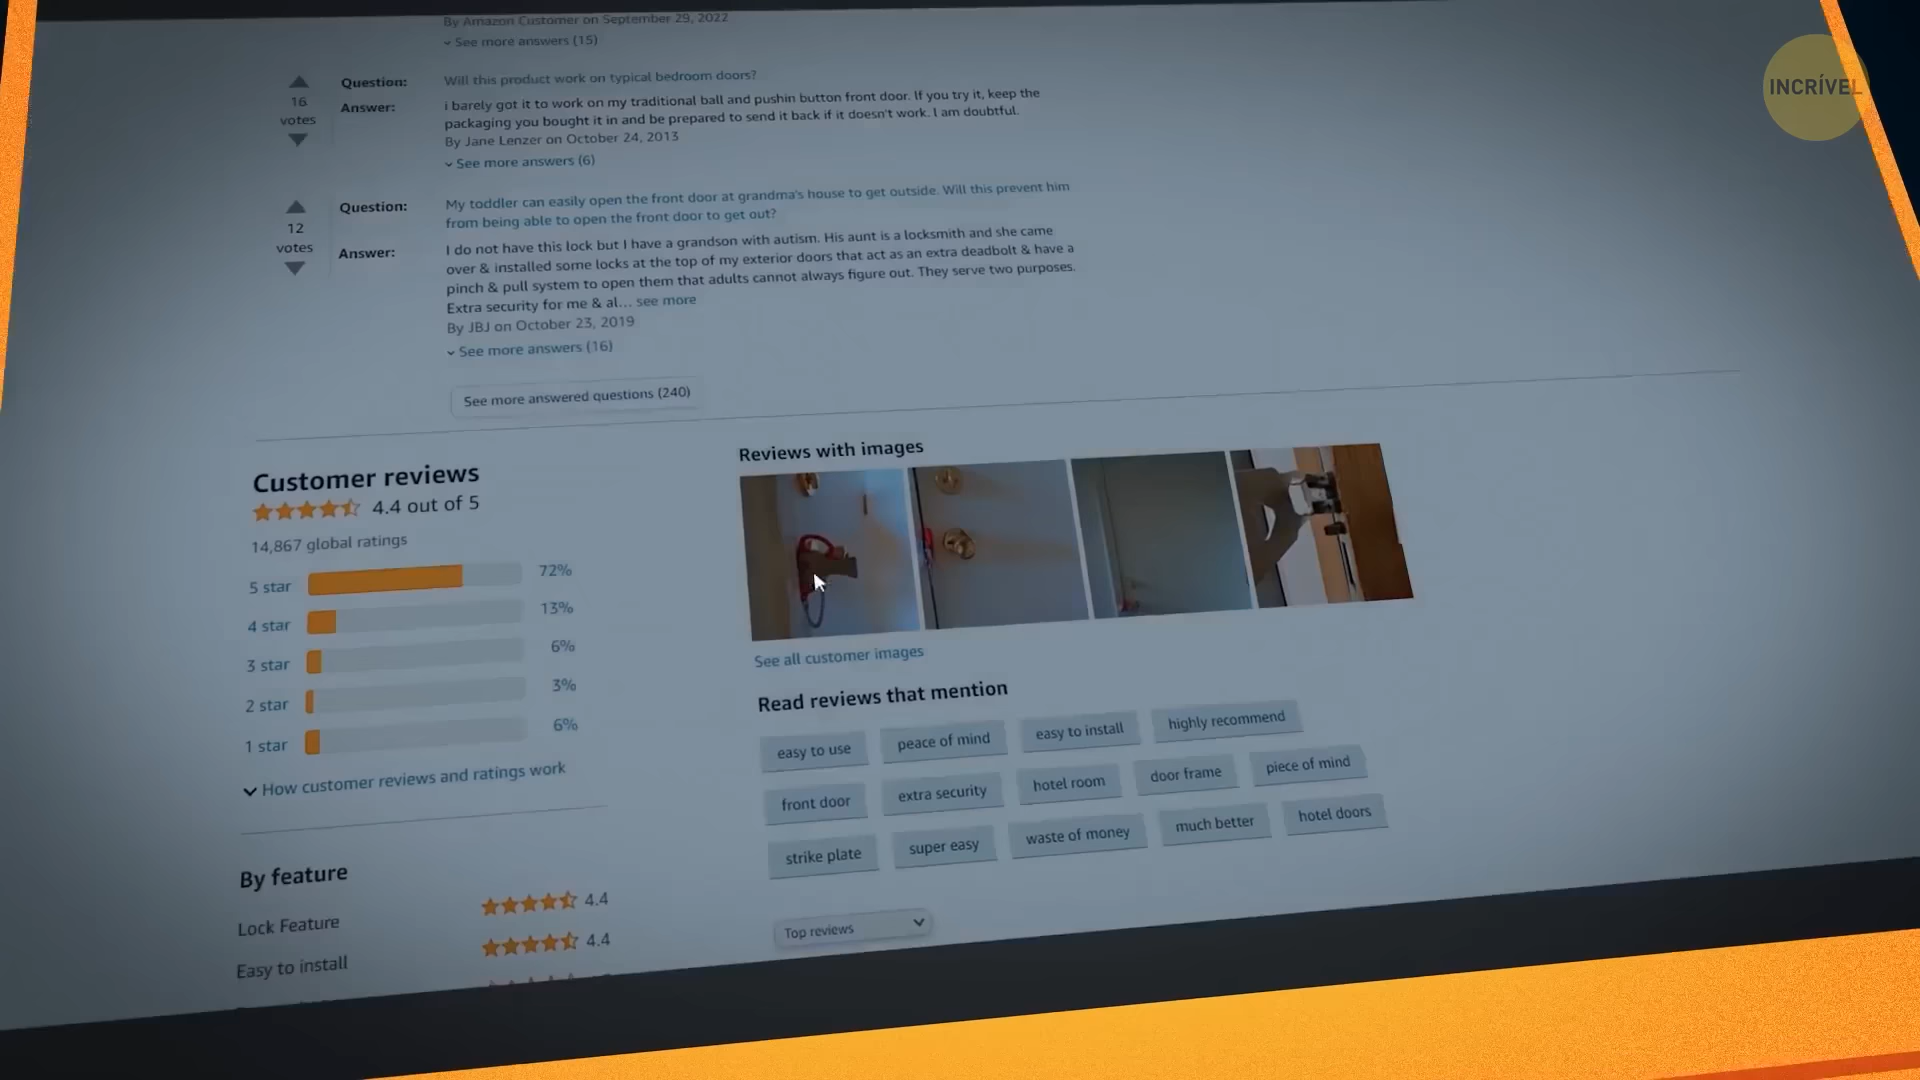 By Amazon Customer on September 29, 2022
See more answers (15)
INCRÍVEL
16
votes
Question:
Will this product work on typical bedroom doors?
Answer:
i barely got it to work on my traditional ball and pushin button front door. If you try it, keep the
packaging you bought it in and be prepared to send it back if it doesn't work. I am doubtful.
By Jane Lenzer on October 24, 2013
See more answers (6)
12
votes
Question:
My toddler can easily open the front door at grandma's house to get outside. Will this prevent him
from being able to open the front door to get out?
Answer:
I do not have this lock but I have a grandson with autism. His aunt is a locksmith and she came
over & installed some locks at the top of my exterior doors that act as an extra deadbolt & have a
pinch & pull system to open them that adults cannot always figure out. They serve two purposes.
Extra security for me & al... see more
By JBJ on October 23, 2019
See more answers (16)
See more answered questions (240)
Customer reviews
4.4 out of 5
14,867 global ratings
5 star 72%
4 star 13%
3 star 6%
2 star 3%
1 star 6%
How customer reviews and ratings work
By feature
Lock Feature 4.4
Easy to install 4.4
Reviews with images
See all customer images
Read reviews that mention
easy to use peace of mind easy to install highly recommend
front door extra security hotel room door frame piece of mind
strike plate super easy waste of money much better hotel doors
Top reviews